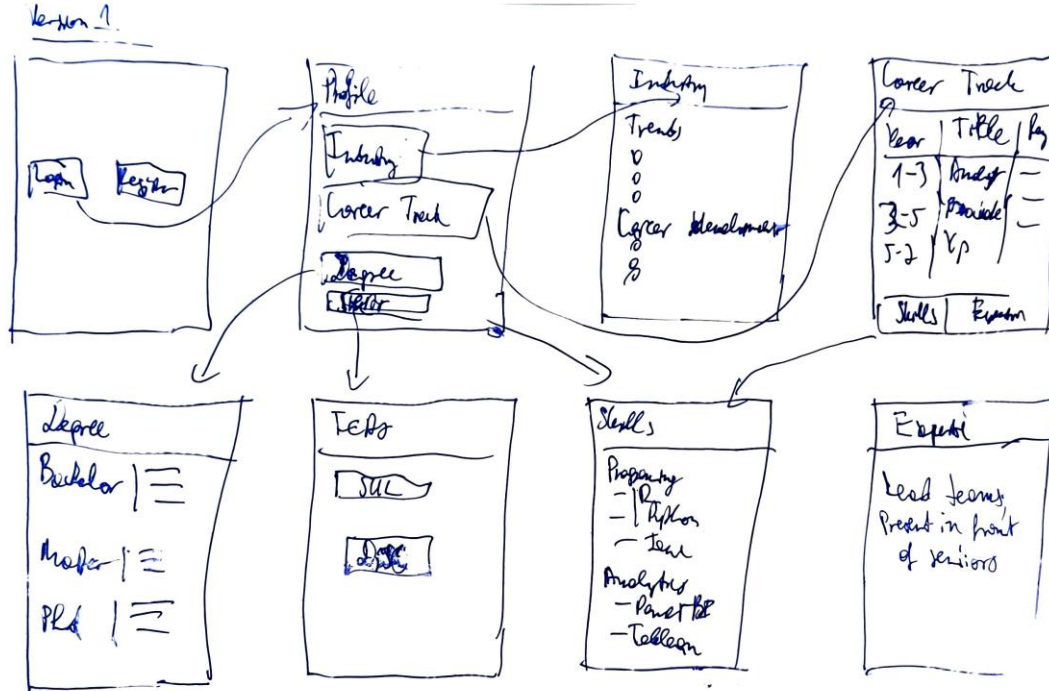 Version 1
Login
Register
Profile
Industry
Career Track
Degree
Industry
Trends
Career development
Career Track
Year | Title | Pay
1-3
3-5
5-7 | VP
Skills
Degree
Bachelor
Master
PhD
Skills
Programming
- R
- Python
- Java
Analytics
- Power BI
- Tableau
Lead teams,
Present in front
of seniors